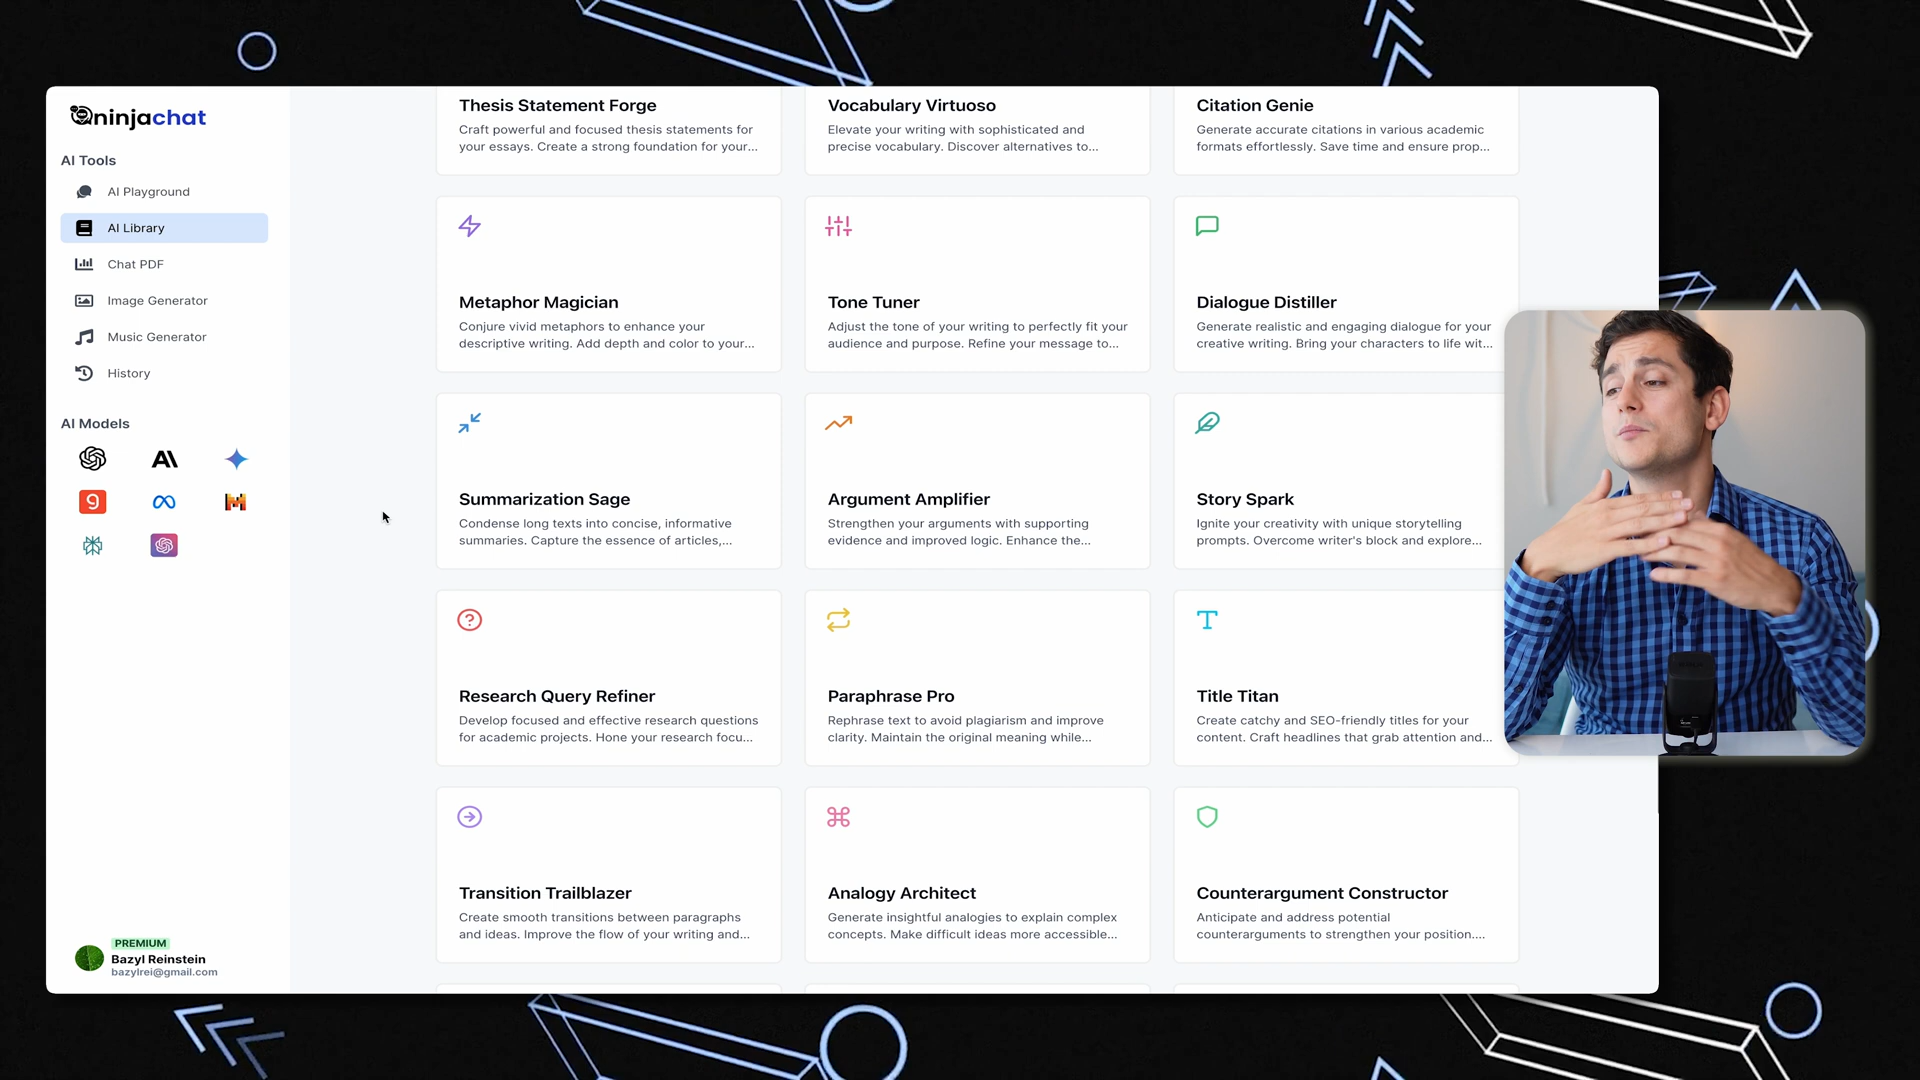 ninjachat
AI Tools
AI Playground
AI Library
Chat PDF
Image Generator
Music Generator
History
AI Models
PREMIUM
Bazyl Reinstein
bazylrei@gmail.com
Thesis Statement Forge
Craft powerful and focused thesis statements for
your essays. Create a strong foundation for your...
Vocabulary Virtuoso
Elevate your writing with sophisticated and
precise vocabulary. Discover alternatives to...
Citation Genie
Generate accurate citations in various academic
formats effortlessly. Save time and ensure prop...
Metaphor Magician
Conjure vivid metaphors to enhance your
descriptive writing. Add depth and color to your...
Tone Tuner
Adjust the tone of your writing to perfectly fit your
audience and purpose. Refine your message to...
Dialogue Distiller
Generate realistic and engaging dialogue for your
creative writing. Bring your characters to life wit...
Summarization Sage
Condense long texts into concise, informative
summaries. Capture the essence of articles,...
Argument Amplifier
Strengthen your arguments with supporting
evidence and improved logic. Enhance the...
Story Spark
Ignite your creativity with unique storytelling
prompts. Overcome writer's block and explore...
Research Query Refiner
Develop focused and effective research questions
for academic projects. Hone your research focu...
Paraphrase Pro
Rephrase text to avoid plagiarism and improve
clarity. Maintain the original meaning while...
Title Titan
Create catchy and SEO-friendly titles for your
content. Craft headlines that grab attention and...
Transition Trailblazer
Create smooth transitions between paragraphs
and ideas. Improve the flow of your writing and...
Analogy Architect
Generate insightful analogies to explain complex
concepts. Make difficult ideas more accessible...
Counterargument Constructor
Anticipate and address potential
counterarguments to strengthen your position....